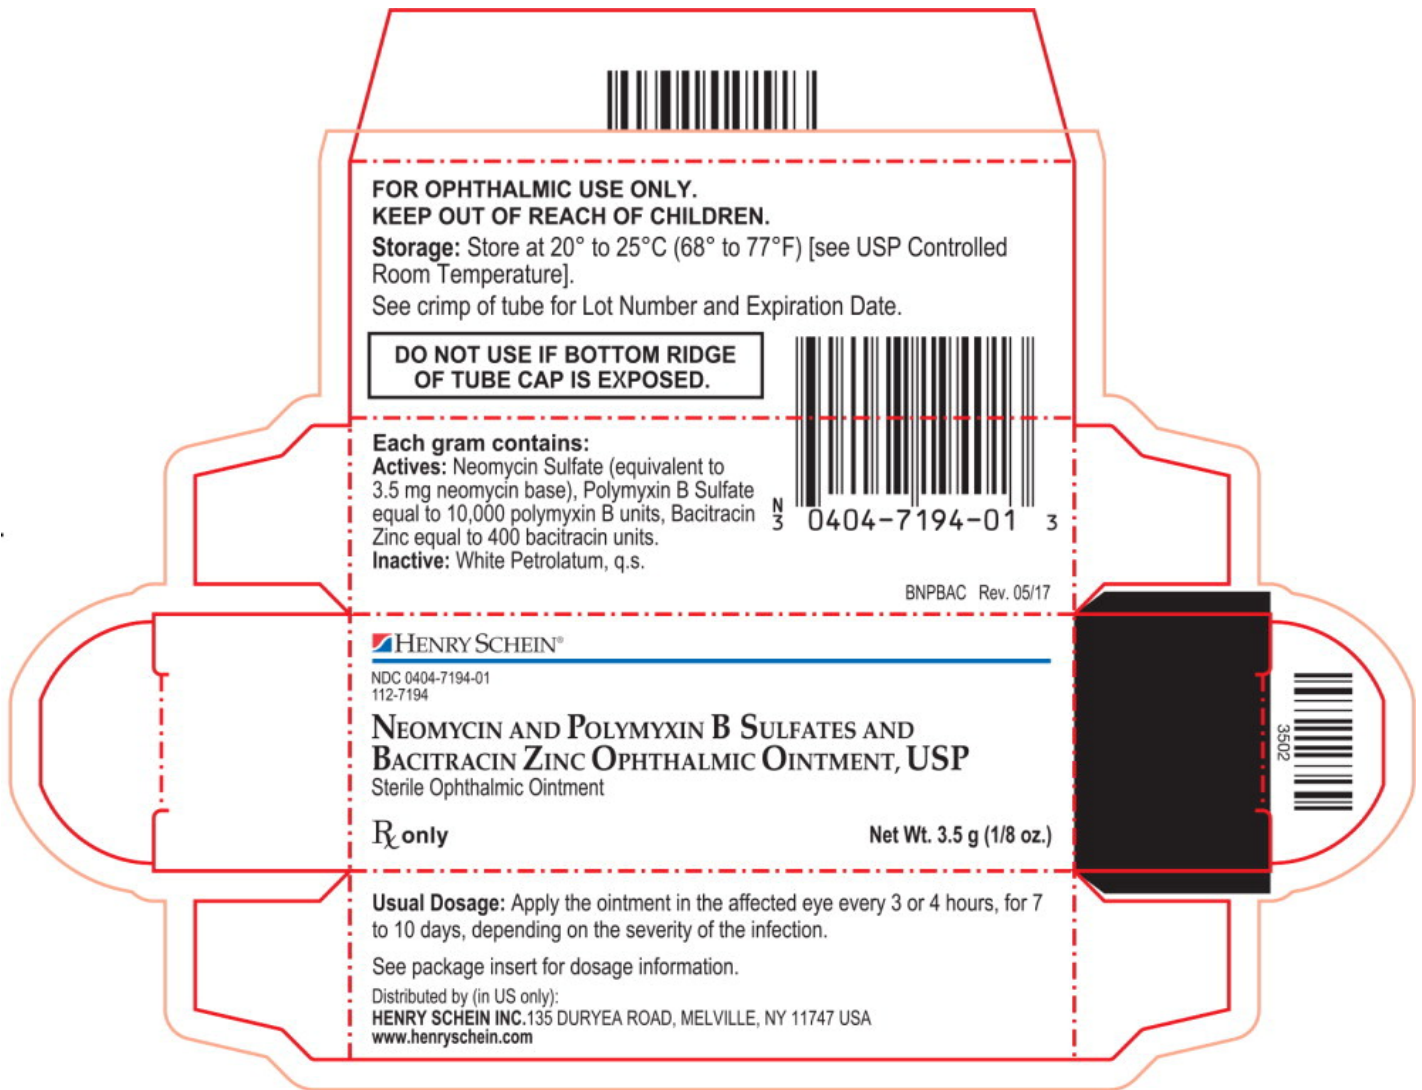 FOR OPHTHALMIC USE ONLY.
KEEP OUT OF REACH OF CHILDREN.
Storage: Store at 20° to 25°C (68° to 77°F) [see USP Controlled
Room Temperature].
See crimp of tube for Lot Number and Expiration Date.
DO NOT USE IF BOTTOM RIDGE
OF TUBE CAP IS EXPOSED.
Each gram contains:
Actives: Neomycin Sulfate (equivalent to
3.5 mg neomycin base), Polymyxin B Sulfate
equal to 10,000 polymyxin B units, Bacitracin
Zinc equal to 400 bacitracin units.
Inactive: White Petrolatum, q.s.
N
3 0404-7194-01 3
BNPBAC Rev. 05/17
HENRY SCHEIN®
NDC 0404-7194-01
112-7194
NEOMYCIN AND POLYMYXIN B SULFATES AND
BACITRACIN ZINC OPHTHALMIC OINTMENT, USP
Sterile Ophthalmic Ointment
Rx only
Net Wt. 3.5 g (1/8 oz.)
3502
Usual Dosage: Apply the ointment in the affected eye every 3 or 4 hours, for 7
to 10 days, depending on the severity of the infection.
See package insert for dosage information.
Distributed by (in US only):
HENRY SCHEIN INC.135 DURYEA ROAD, MELVILLE, NY 11747 USA
www.henryschein.com